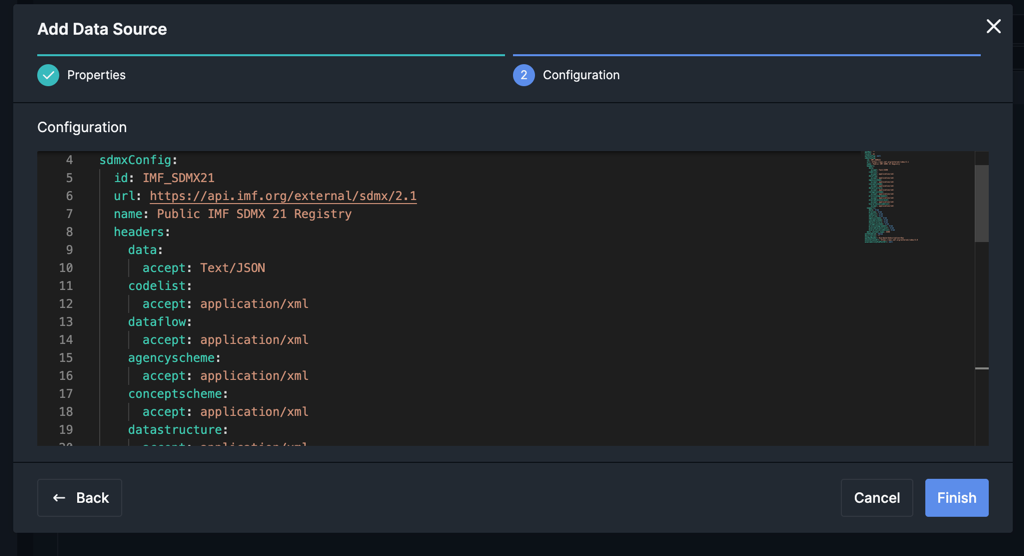 Add Data Source
Properties
2 Configuration
Configuration
4 sdmxConfig:
5 id: IMF_SDMX21
6 url: https://api.imf.org/external/sdmx/2.1
7 name: Public IMF SDMX 21 Registry
8 headers:
9 data:
10 accept: Text/JSON
11 codelist:
12 accept: application/xml
13 dataflow:
14 accept: application/xml
15 agencyscheme:
16 accept: application/xml
17 conceptscheme:
18 accept: application/xml
19 datastructure:
← Back
Cancel
Finish